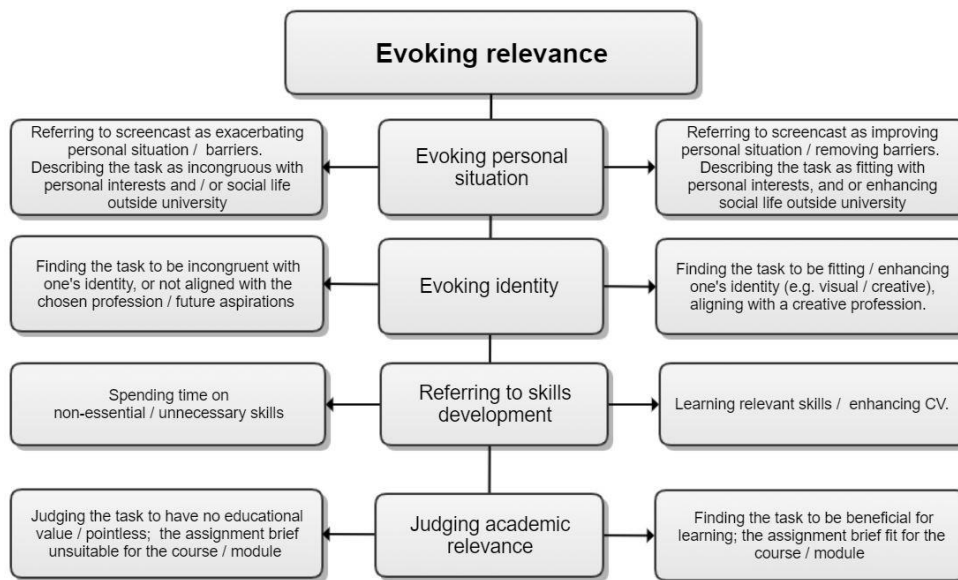 Evoking relevance
Referring to screencast as exacerbating
personal situation / barriers.
Describing the task as incongruous with
personal interests and / or social life
outside university
Evoking personal
situation
Referring to screencast as improving
personal situation / removing barriers.
Describing the task as fitting with
personal interests, and or enhancing
social life outside university
Finding the task to be incongruent with
one's identity, or not aligned with the
chosen profession / future aspirations
Evoking identity
Finding the task to be fitting / enhancing
one's identity (e.g. visual / creative),
aligning with a creative profession.
Spending time on
non-essential / unnecessary skills
Referring to skills
development
Learning relevant skills / enhancing CV.
Judging the task to have no educational
value / pointless; the assignment brief
unsuitable for the course / module
Judging academic
relevance
Finding the task to be beneficial for
learning; the assignment brief fit for the
course / module